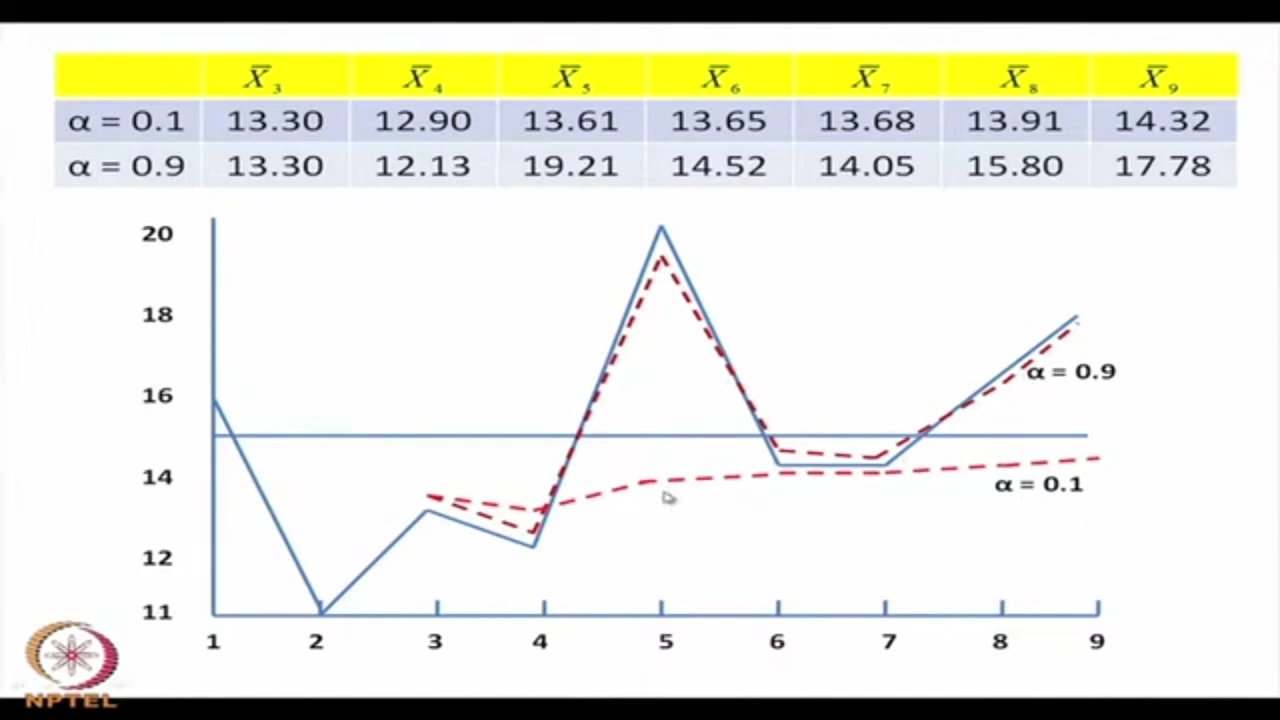 X̄₃ X̄₄ X̄₅ X̄₆ X̄₇ X̄₈ X̄₉
α = 0.1 13.30 12.90 13.61 13.65 13.68 13.91 14.32
α = 0.9 13.30 12.13 19.21 14.52 14.05 15.80 17.78
20
18
16
14
12
11
α = 0.9
α = 0.1
1 2 3 4 5 6 7 8 9
NPTEL